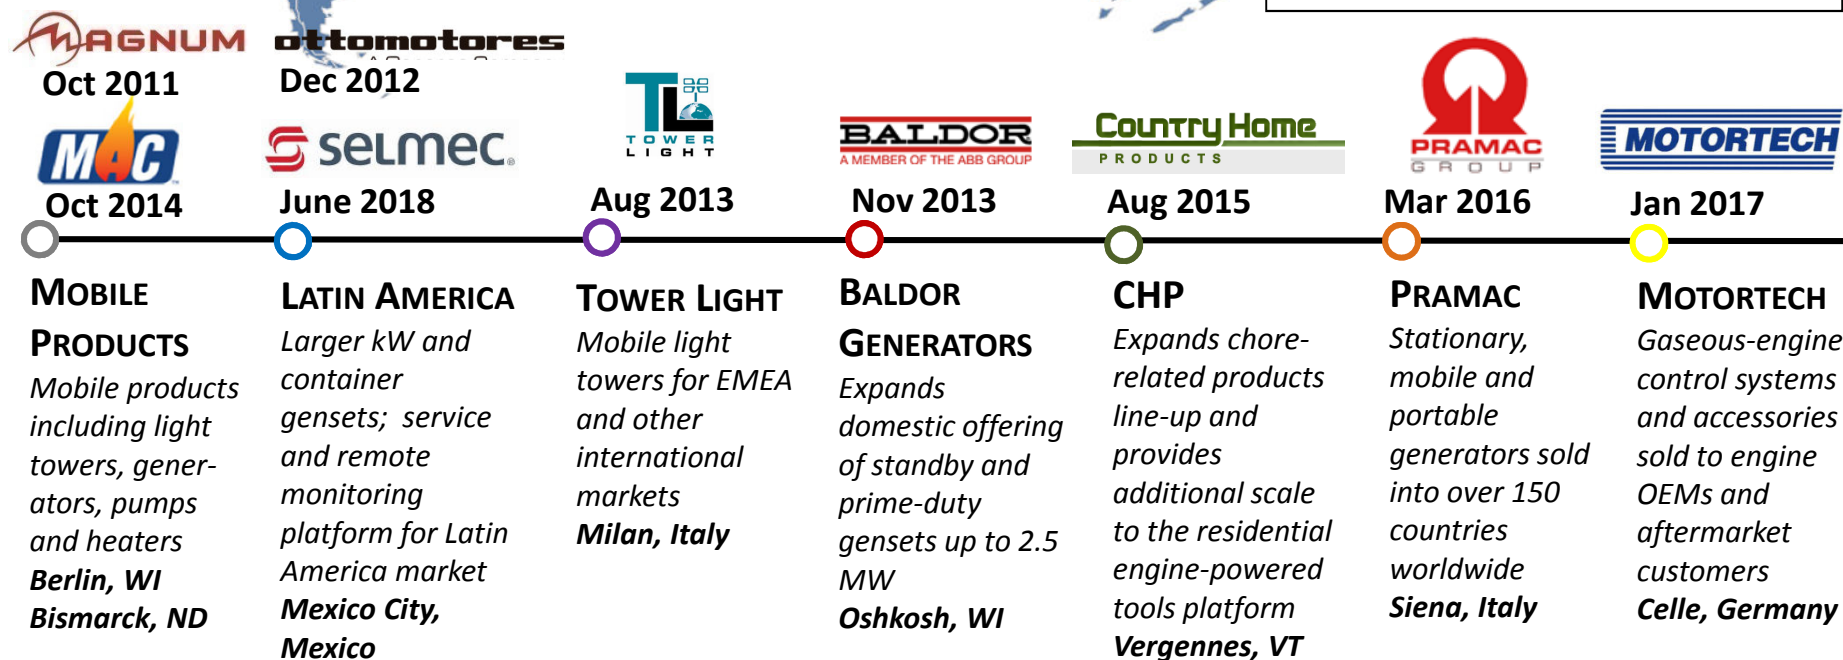 MAGNUM
Oct 2011
MAC
Oct 2014
MOBILE
PRODUCTS
Mobile products
including light
towers, gener-
ators, pumps
and heaters
Berlin, WI
Bismarck, ND
ottomotores
Dec 2012
selmec
June 2018
LATIN AMERICA
Larger kW and
container
gensets; service
and remote
monitoring
platform for Latin
America market
Mexico City,
Mexico
TL
TOWER
LIGHT
Aug 2013
TOWER LIGHT
Mobile light
towers for EMEA
and other
international
markets
Milan, Italy
BALDOR
A MEMBER OF THE ABB GROUP
Nov 2013
BALDOR
GENERATORS
Expands
domestic offering
of standby and
prime-duty
gensets up to 2.5
MW
Oshkosh, WI
Country Home
PRODUCTS
Aug 2015
CHP
Expands chore-
related products
line-up and
provides
additional scale
to the residential
engine-powered
tools platform
Vergennes, VT
PRAMAC
GROUP
Mar 2016
PRAMAC
Stationary,
mobile and
portable
generators sold
into over 150
countries
worldwide
Siena, Italy
MOTORTECH
Jan 2017
MOTORTECH
Gaseous-engine
control systems
and accessories
sold to engine
OEMs and
aftermarket
customers
Celle, Germany